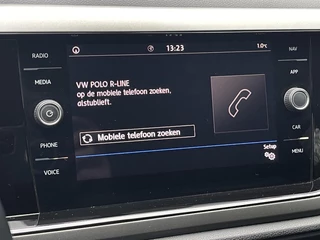 RADIO
MEDIA
PHONE
VOICE
13:23
1.0°C
VW POLO R-LINE
op de mobiele telefoon zoeken,
alstublieft.
Mobiele telefoon zoeken
Setup
NAV
APP
CAR
MENU